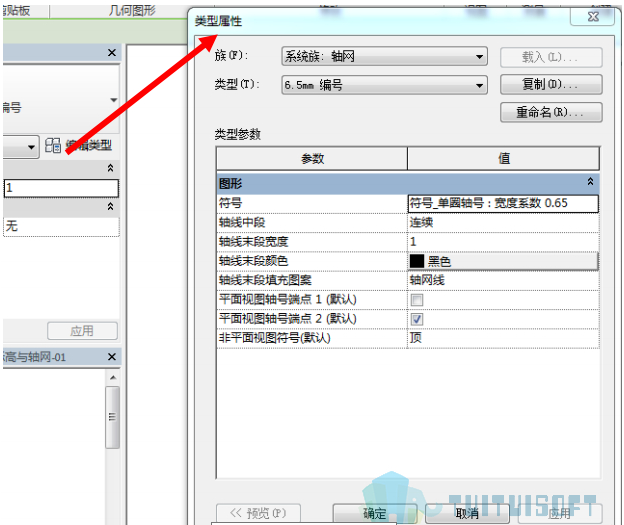 剪贴板
几何图形
类型属性
族(F):
系统族: 轴网
载入(L)...
类型(T):
6.5mm 编号
复制(D)...
重命名(R)...
类型参数
参数
值
图形
符号
符号_单圆轴号 : 宽度系数 0.65
轴线中段
连续
轴线末段宽度
1
轴线末段颜色
黑色
轴线末段填充图案
轴网线
平面视图轴号端点 1 (默认)
平面视图轴号端点 2 (默认)
非平面视图符号(默认)
顶
<< 预览(P)
确定
取消
应用
编号
编辑类型
1
无
应用
标高与轴网-01
TUITUISOFT